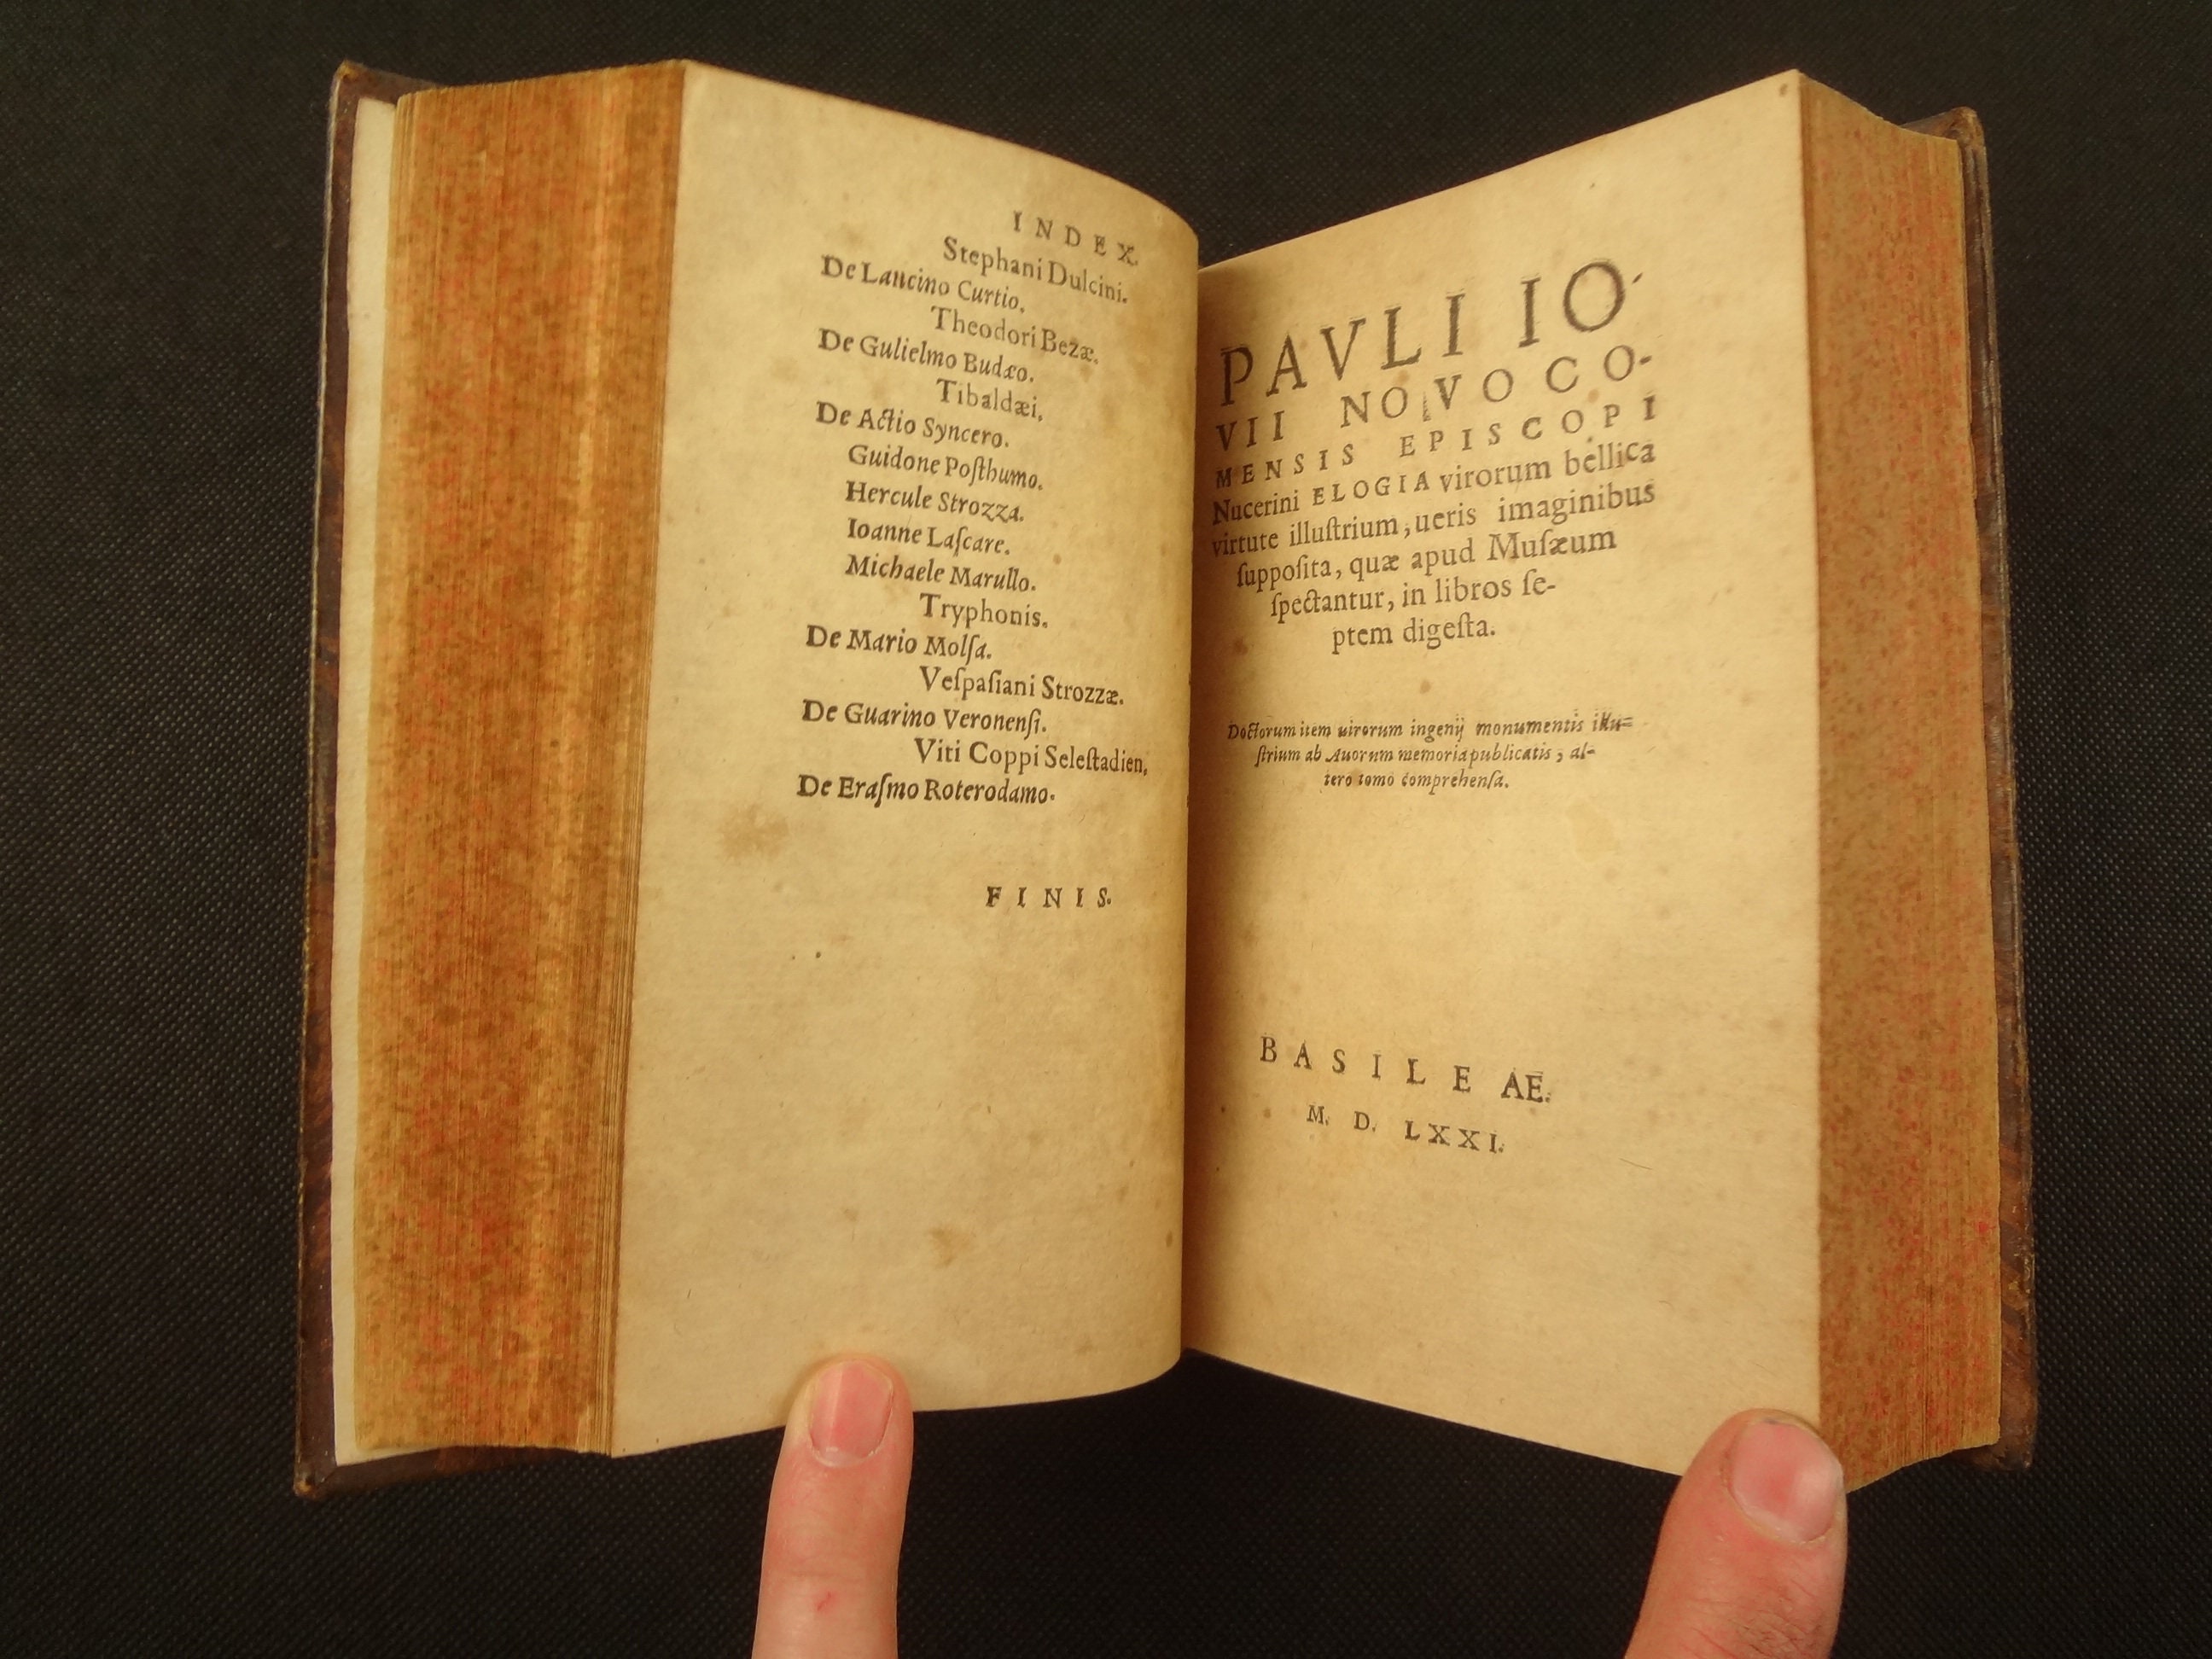 INDEX.
Stephani Dulcini.
De Lancino Curtio.
Theodori Bezæ.
De Gulielmo Budæo.
Tibaldæi.
De Actio Syncero.
Guidone Poſthumo.
Hercule Strozza.
Ioanne Laſcare.
Michaele Marullo.
Tryphonis.
De Mario Molſa.
Veſpaſiani Strozzæ.
De Guarino Veronenſi.
Viti Coppi Seleſtadien.
De Eraſmo Roterodamo.
FINIS.
PAVLI IO-
VII NOVOCO-
MENSIS EPISCOPI
Nucerini ELOGIA virorum bellica
virtute illuſtrium, ueris imaginibus
ſuppoſita, quæ apud Muſæum
ſpectantur, in libros ſe-
ptem digeſta.
Doctorum item uirorum ingenij monumentis illu-
ſtrium ab Auorum memoria publicatis, al-
tero tomo comprehenſa.
BASILEAE.
M. D. LXXI.